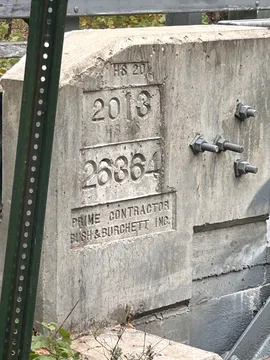 HS 20
2013
26364
PRIME CONTRACTOR
BUSH & BURCHETT INC.